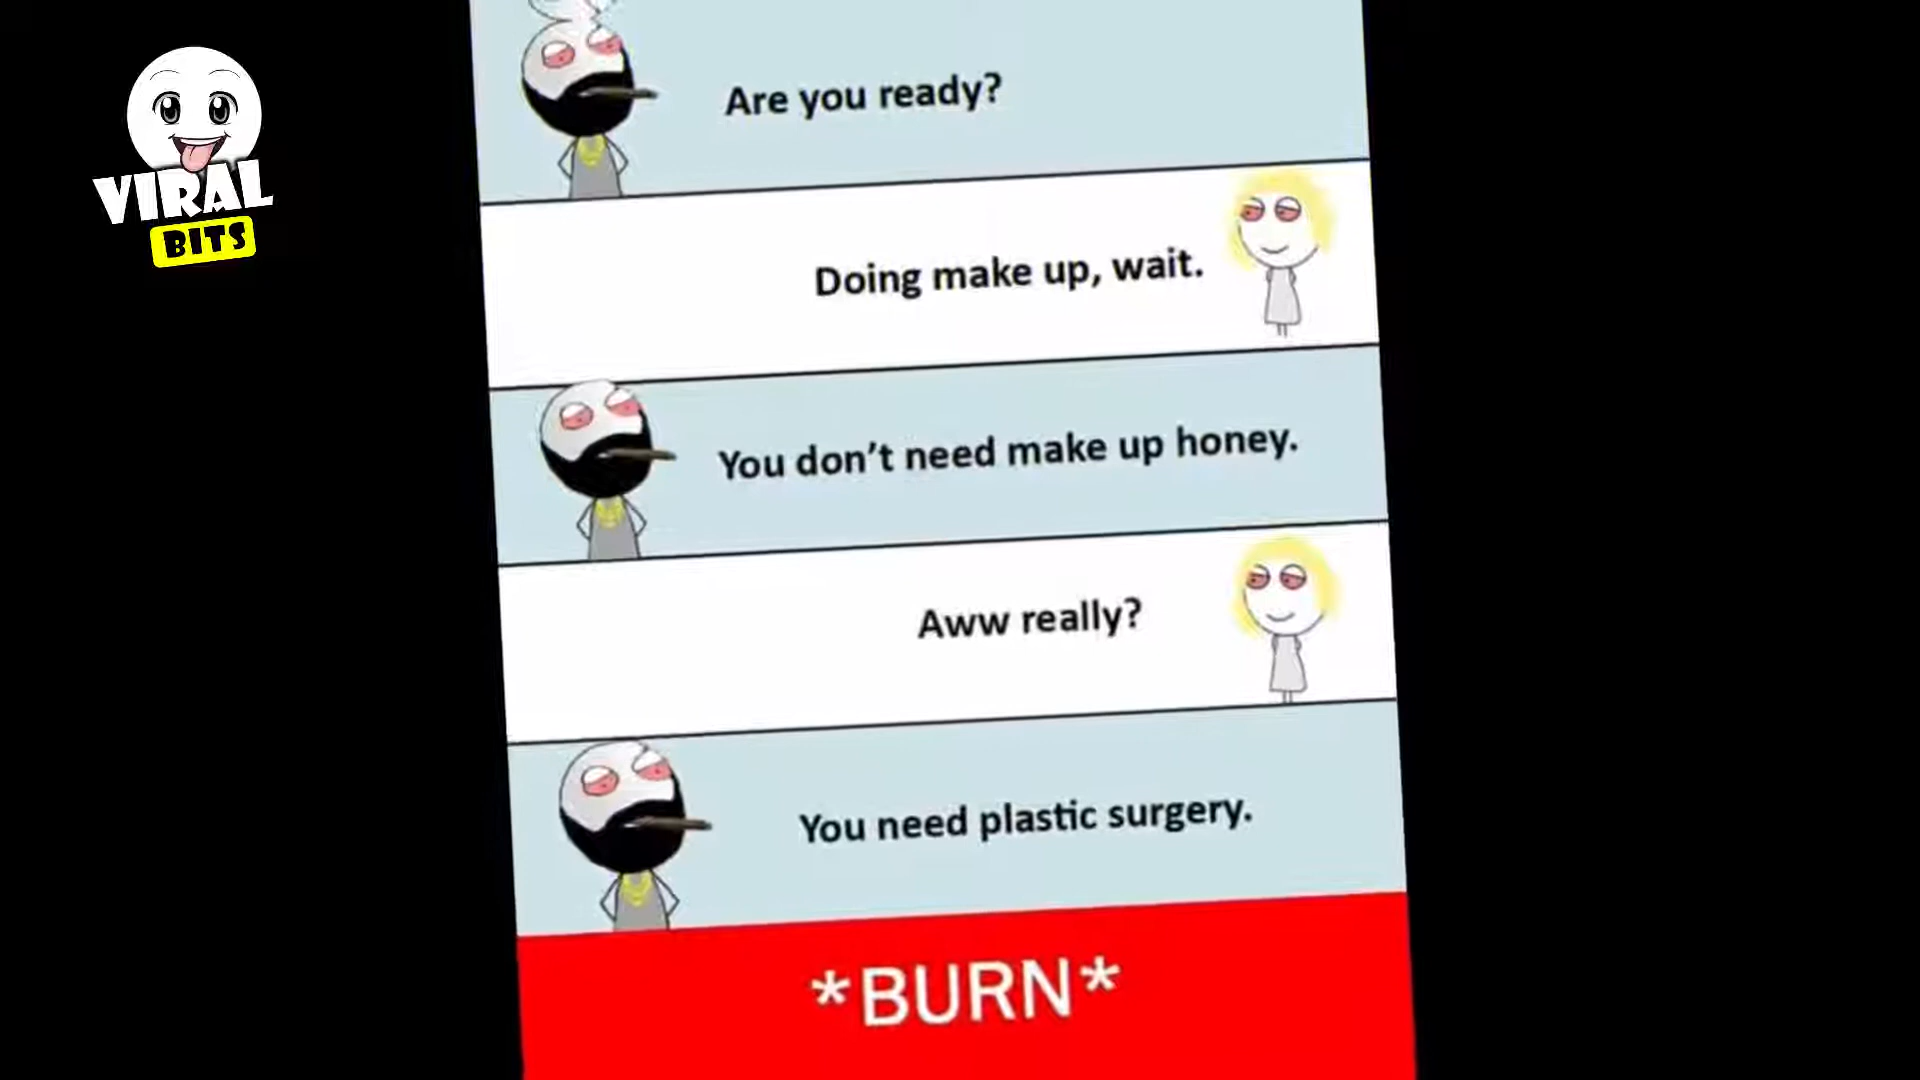 VIRAL
BITS
Are you ready?
Doing make up, wait.
You don't need make up honey.
Aww really?
You need plastic surgery.
*BURN*